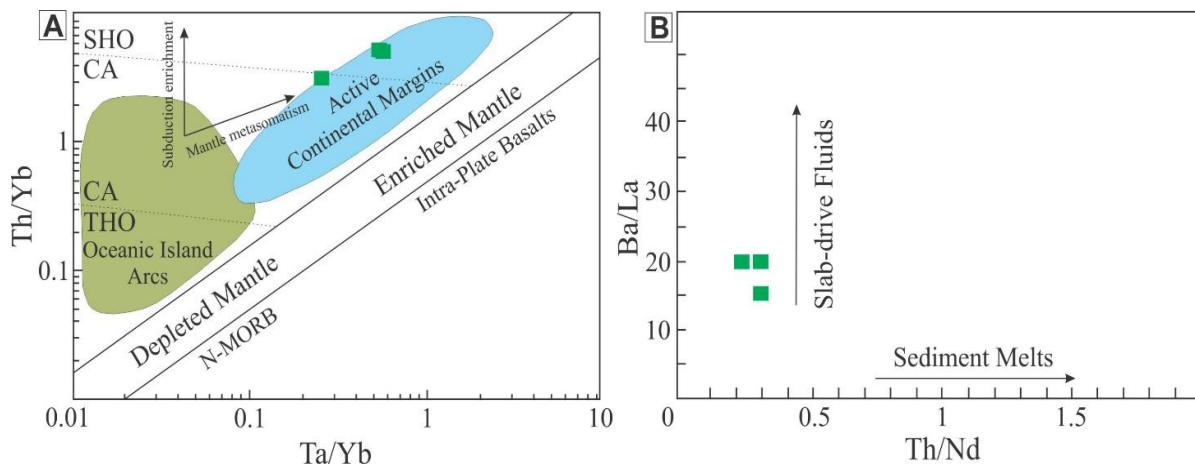 A
SHO
CA
Subduction enrichment
Mantle metasomatism
Active
Continental Margins
Enriched Mantle
Intra-Plate Basalts
CA
THO
Oceanic Island
Arcs
Depleted Mantle
N-MORB
Th/Yb
1
0.1
0.01
0.1
1
10
Ta/Yb
B
Ba/La
40
30
20
10
Slab-drive Fluids
Sediment Melts
0
0.5
1
1.5
Th/Nd